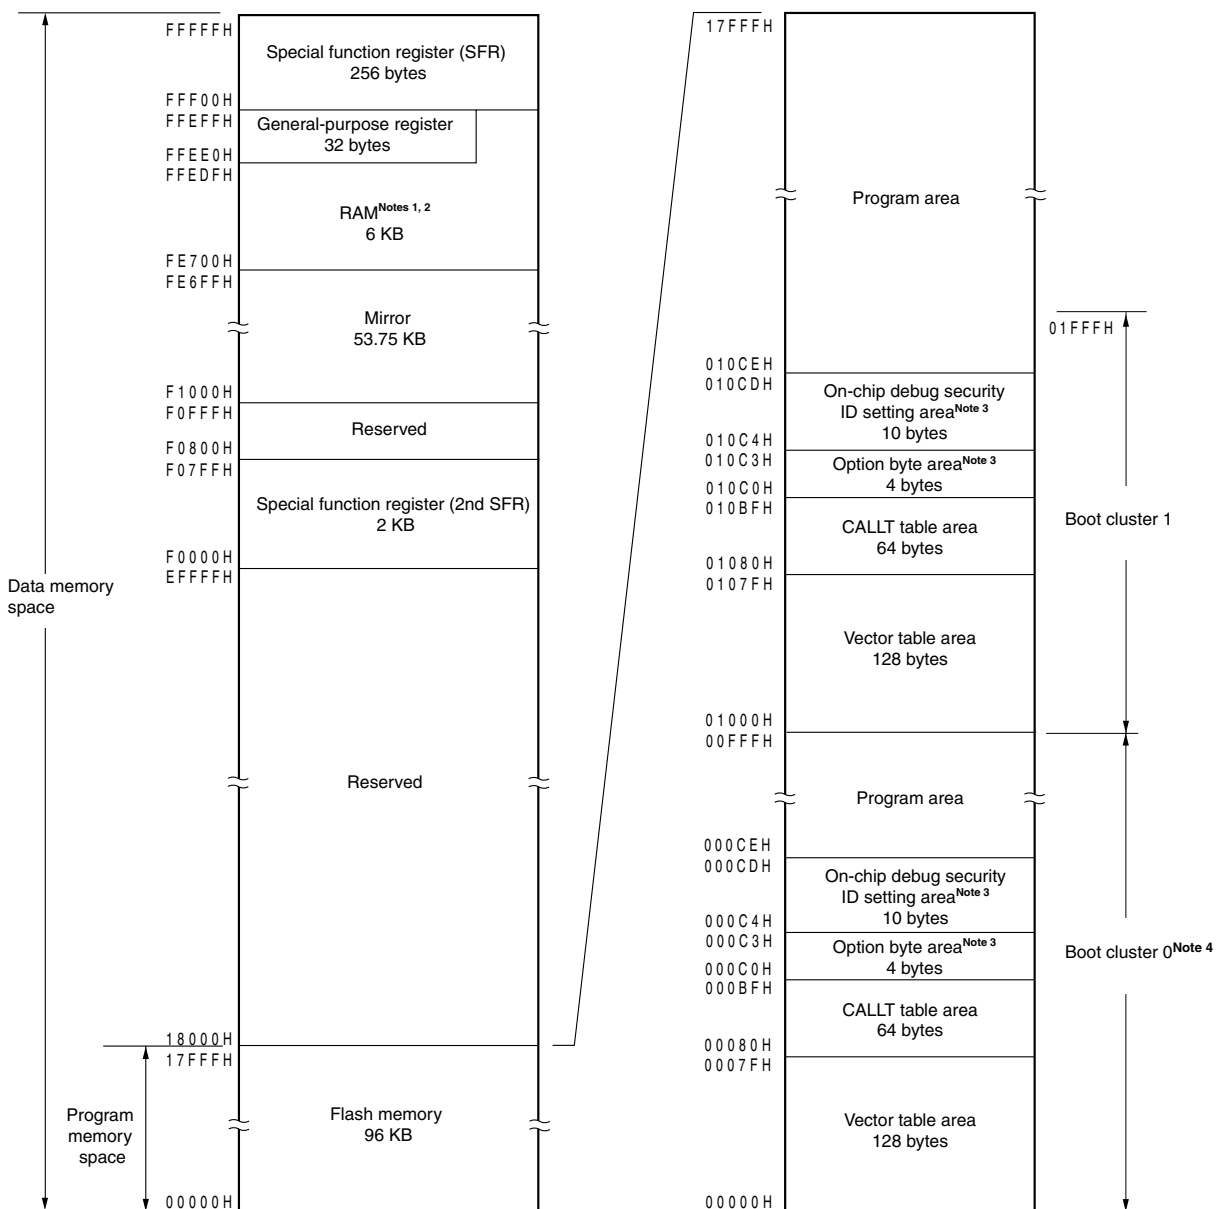 FFFFFH
Special function register (SFR)
256 bytes
FFF00H
FFEFFH
General-purpose register
32 bytes
FFEE0H
FFEDFH
RAMNotes 1, 2
6 KB
FE700H
FE6FFH
Mirror
53.75 KB
F1000H
F0FFFH
Reserved
F0800H
F07FFH
Special function register (2nd SFR)
2 KB
F0000H
EFFFFH
Data memory
space
Reserved
18000H
17FFFH
Program
memory
space
Flash memory
96 KB
00000H
17FFFH
Program area
01FFFH
010CEH
010CDH
On-chip debug security
ID setting areaNote 3
10 bytes
010C4H
010C3H
Option byte areaNote 3
4 bytes
010C0H
010BFH
Boot cluster 1
CALLT table area
64 bytes
01080H
0107FH
Vector table area
128 bytes
01000H
00FFFH
Program area
000CEH
000CDH
On-chip debug security
ID setting areaNote 3
10 bytes
000C4H
000C3H
Option byte areaNote 3
4 bytes
Boot cluster 0Note 4
000C0H
000BFH
CALLT table area
64 bytes
00080H
0007FH
Vector table area
128 bytes
00000H